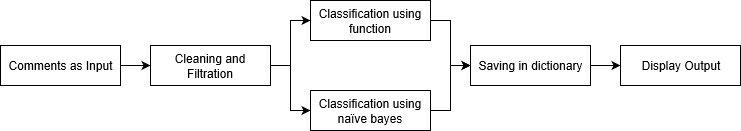 Comments as Input
Cleaning and
Filtration
Classification using
function
Classification using
naïve bayes
Saving in dictionary
Display Output